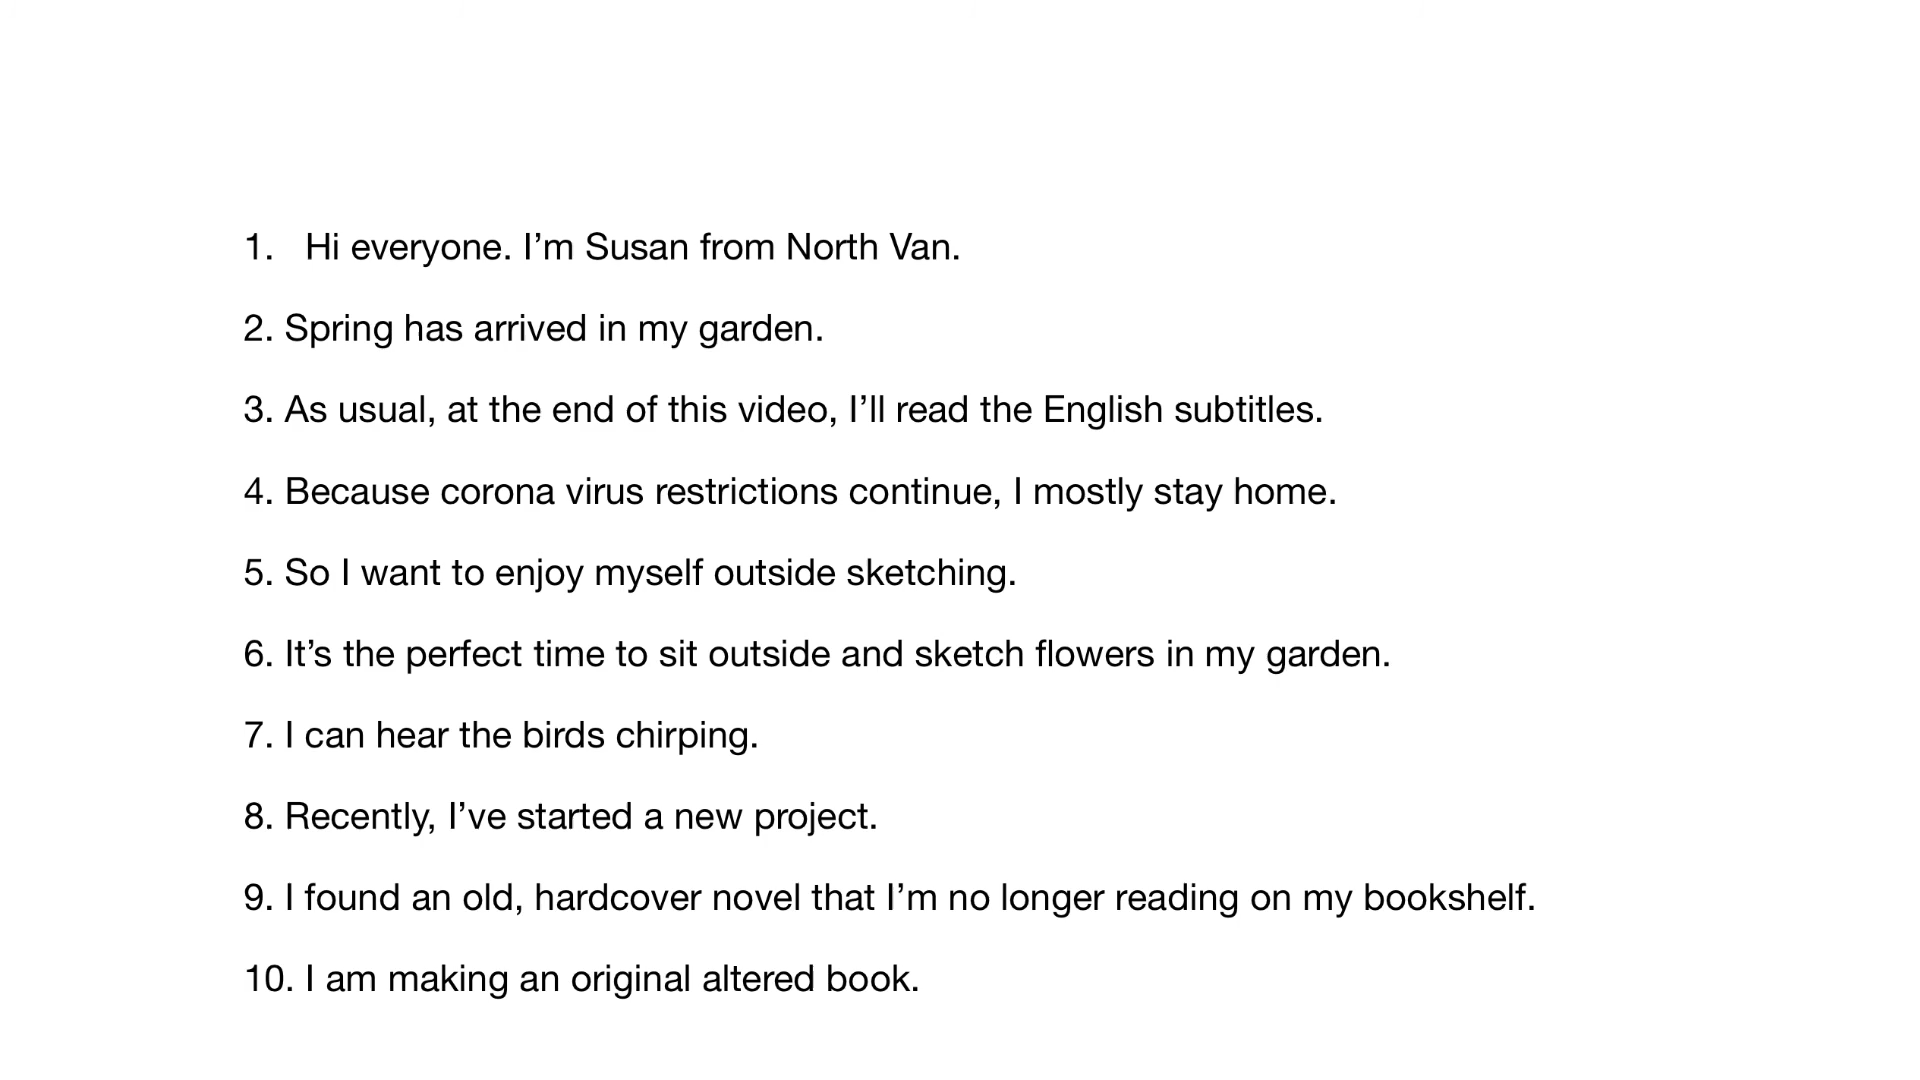 1. Hi everyone. I’m Susan from North Van.
2. Spring has arrived in my garden.
3. As usual, at the end of this video, I’ll read the English subtitles.
4. Because corona virus restrictions continue, I mostly stay home.
5. So I want to enjoy myself outside sketching.
6. It’s the perfect time to sit outside and sketch flowers in my garden.
7. I can hear the birds chirping.
8. Recently, I’ve started a new project.
9. I found an old, hardcover novel that I’m no longer reading on my bookshelf.
10. I am making an original altered book.